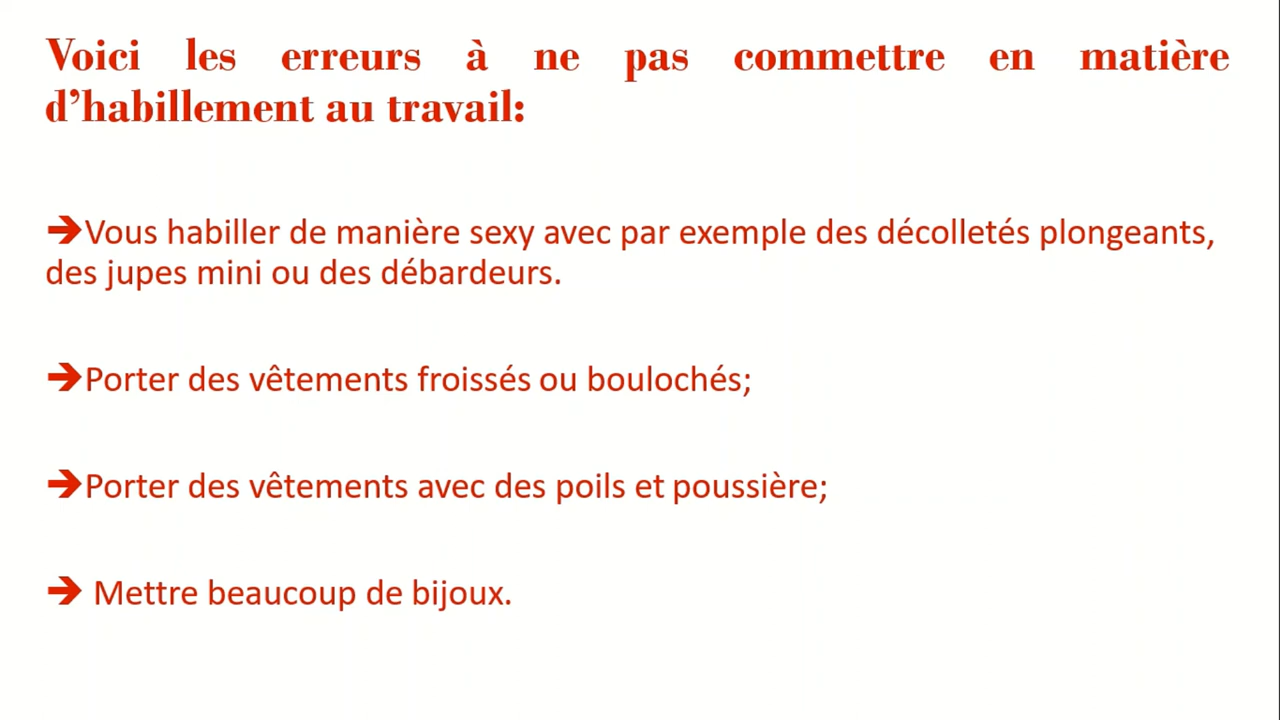 Voici les erreurs à ne pas commettre en matière
d’habillement au travail:
➔Vous habiller de manière sexy avec par exemple des décolletés plongeants,
des jupes mini ou des débardeurs.
➔Porter des vêtements froissés ou boulochés;
➔Porter des vêtements avec des poils et poussière;
➔ Mettre beaucoup de bijoux.